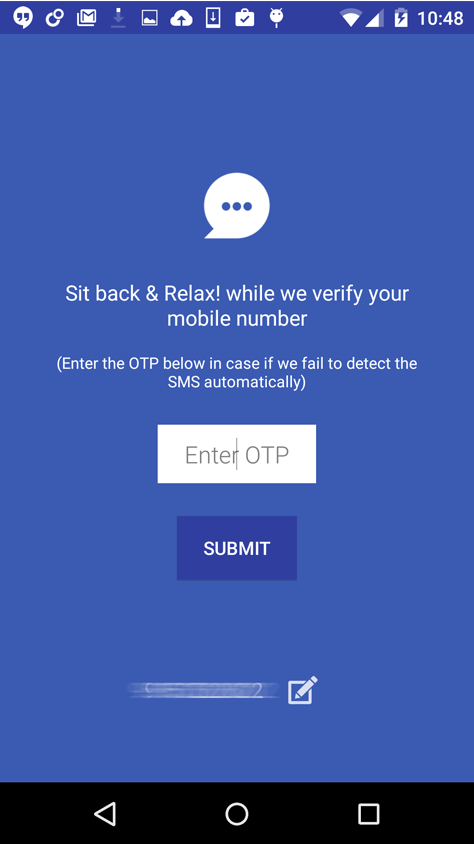 10:48
Sit back & Relax! while we verify your
mobile number
(Enter the OTP below in case if we fail to detect the
SMS automatically)
Enter OTP
SUBMIT